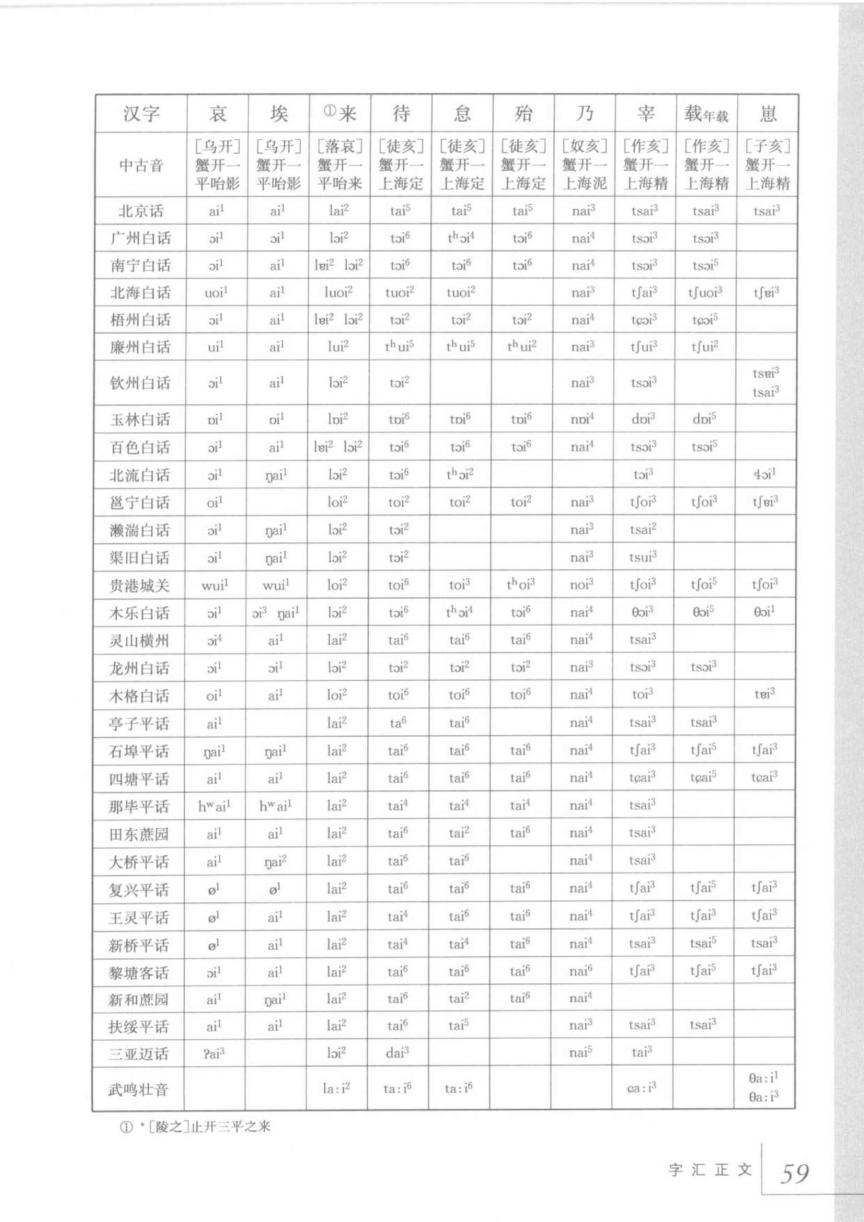 汉字 哀 埃 ①来 待 怠 殆 乃 宰 载年载 崽
中古音 [乌开]蟹开一平咍影 [乌开]蟹开一平咍影 [落哀]蟹开一平咍来 [徒亥]蟹开一上海定 [徒亥]蟹开一上海定 [徒亥]蟹开一上海定 [奴亥]蟹开一上海泥 [作亥]蟹开一上海精 [作亥]蟹开一上海精 [子亥]蟹开一上海精
北京话 ai¹ ai¹ lai² tai⁵ tai⁵ tai⁵ nai³ tsai³ tsai³ tsai³
广州白话 ɔi¹ ɔi¹ lɔi² tɔi⁶ tʰɔi⁴ tɔi⁶ nai⁴ tsɔi³ tsɔi³
南宁白话 ɔi¹ ai¹ lɐi² lɔi² tɔi⁶ tɔi⁶ tɔi⁶ nai⁴ tsɔi³ tsɔi⁵
北海白话 uoi¹ ai¹ luoi² tuoi² tuoi² nai³ tʃai³ tʃuoi³ tʃɐi³
梧州白话 ɔi¹ ai¹ lɐi² lɔi² tɔi² tɔi² tɔi² nai⁴ tɕɔi³ tɕɔi⁵
廉州白话 ui¹ ai¹ lui² tʰui⁵ tʰui⁵ tʰui² nai³ tʃui³ tʃui²
钦州白话 ɔi¹ ai¹ lɔi² tɔi² nai³ tsɔi³ tsɐi³ tsai³
玉林白话 ɒi¹ ɒi¹ lɒi² tɒi⁶ tɒi⁶ tɒi⁶ nɒi⁴ dɒi³ dɒi⁵
百色白话 ɔi¹ ai¹ lɐi² lɔi² tɔi⁶ tɔi⁶ tɔi⁶ nai⁴ tsɔi³ tsɔi⁵
北流白话 ɔi¹ ŋai¹ lɔi² tɔi⁶ tʰɔi² tɔi³ ɬɔi¹
邕宁白话 oi¹ loi² toi² toi² toi² nai³ tʃoi³ tʃoi³ tʃɐi³
濑湍白话 ɔi¹ ŋai¹ lɔi² tɔi² nai³ tsai²
渠旧白话 ɔi¹ ŋai¹ lɔi² tɔi² nai³ tsui³
贵港城关 wui¹ wui¹ loi² toi⁶ toi³ tʰoi³ noi³ tʃoi³ tʃoi⁵ tʃoi³
木乐白话 ɔi¹ ɔi³ ŋai¹ lɔi² tɔi⁶ tʰɔi⁴ tɔi⁶ nai⁴ θɔi³ θɔi⁵ θɔi¹
灵山横州 ɔi⁴ ai¹ lai² tai⁶ tai⁶ tai⁶ nai⁴ tsai³
龙州白话 ɔi¹ ɔi¹ lɔi² tɔi² tɔi² tɔi² nai³ tsɔi³ tsɔi³
木格白话 oi¹ ai¹ loi² toi⁶ toi⁶ toi⁶ nai⁴ toi³ tɐi³
亭子平话 ai¹ lai² ta⁶ tai⁶ nai⁴ tsai³ tsai³
石埠平话 ŋai¹ ŋai¹ lai² tai⁶ tai⁶ tai⁶ nai⁴ tʃai³ tʃai⁵ tʃai³
四塘平话 ai¹ ai¹ lai² tai⁶ tai⁶ tai⁶ nai⁴ tɕai³ tɕai⁵ tɕai³
那毕平话 hʷai¹ hʷai¹ lai² tai⁴ tai⁴ tai⁴ nai⁴ tsai³
田东蔗园 ai¹ ai¹ lai² tai⁶ tai² tai⁶ nai⁴ tsai³
大桥平话 ai¹ ŋai² lai² tai⁶ tai⁶ nai⁴ tsai³
复兴平话 ø¹ ø¹ lai² tai⁶ tai⁶ tai⁶ nai⁴ tʃai³ tʃai⁵ tʃai³
王灵平话 ø¹ ai¹ lai² tai⁴ tai⁶ tai⁶ nai⁴ tʃai³ tʃai³ tʃai³
新桥平话 ø¹ ai¹ lai² tai⁴ tai⁴ tai⁶ nai⁴ tsai³ tsai⁵ tsai³
黎塘客话 ɔi¹ ai¹ lai² tai⁶ tai⁶ tai⁶ nai⁶ tʃai³ tʃai⁵ tʃai³
新和蔗园 ai¹ ŋai¹ lai² tai⁶ tai² tai⁶ nai⁴
扶绥平话 ai¹ ai¹ lai² tai⁶ tai⁵ nai³ tsai³ tsai³
三亚迈话 ʔai³ lɔi² dai³ nai⁵ tai³
武鸣壮音 la:i² ta:i⁶ ta:i⁶ ɕa:i³ θa:i¹ θa:i³
① *[陵之]止开三平之来
字汇正文 59